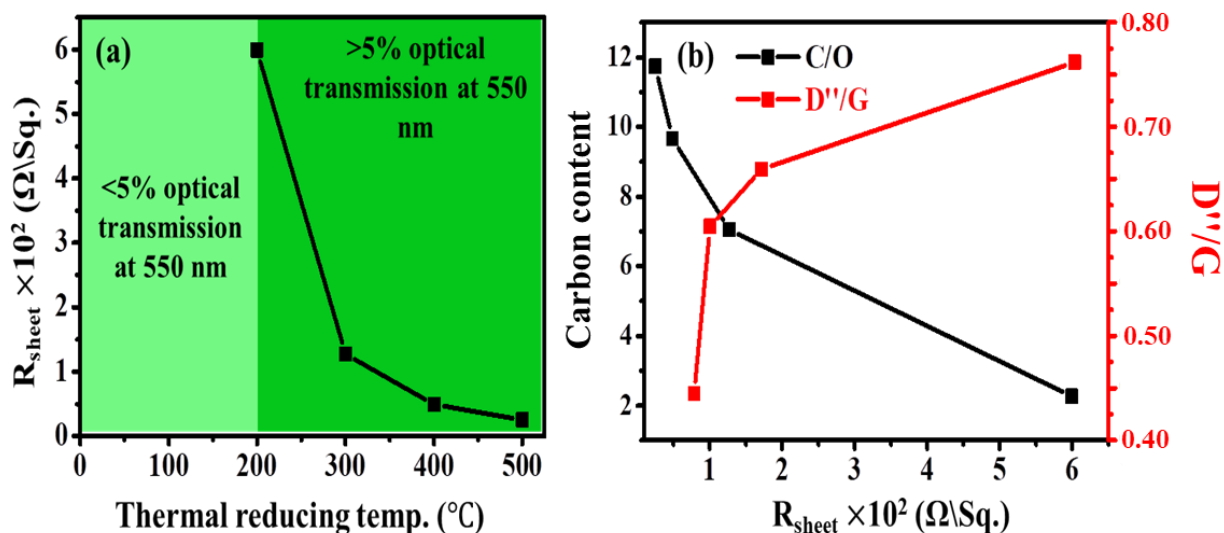 (a)
>5% optical
transmission at 550
nm
<5% optical
transmission
at 550 nm
6
5
4
3
2
1
0
0 100 200 300 400 500
Thermal reducing temp. (°C)
R_sheet ×10² (Ω\Sq.)
(b)
C/O
D''/G
12
10
8
6
4
2
Carbon content
0.80
0.70
0.60
0.50
0.40
D''/G
1 2 3 4 5 6
R_sheet ×10² (Ω\Sq.)